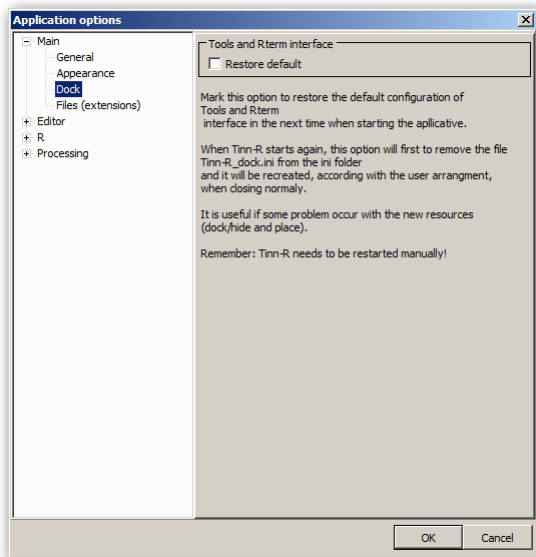 Application options
Main
General
Appearance
Dock
Files (extensions)
Editor
R
Processing
Tools and Rterm interface
Restore default
Mark this option to restore the default configuration of
Tools and Rterm
interface in the next time when starting the apllicative.
When Tinn-R starts again, this option will first to remove the file
Tinn-R_dock.ini from the ini folder
and it will be recreated, according with the user arrangment,
when closing normaly.
It is useful if some problem occur with the new resources
(dock/hide and place).
Remember: Tinn-R needs to be restarted manually!
OK
Cancel